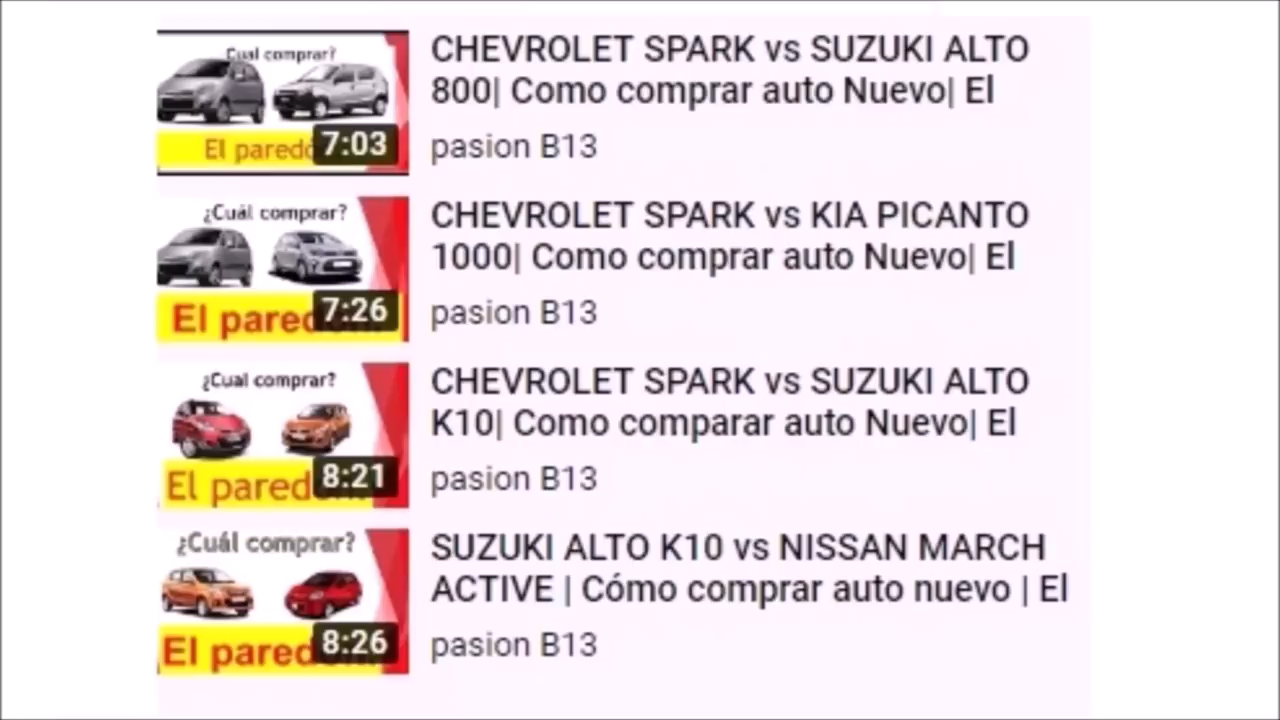 Cual comprar?
El paredó
7:03
CHEVROLET SPARK vs SUZUKI ALTO
800| Como comprar auto Nuevo| El
pasion B13
¿Cuál comprar?
El pared
7:26
CHEVROLET SPARK vs KIA PICANTO
1000| Como comprar auto Nuevo| El
pasion B13
¿Cual comprar?
El pared
8:21
CHEVROLET SPARK vs SUZUKI ALTO
K10| Como comparar auto Nuevo| El
pasion B13
¿Cuál comprar?
El pared
8:26
SUZUKI ALTO K10 vs NISSAN MARCH
ACTIVE | Cómo comprar auto nuevo | El
pasion B13